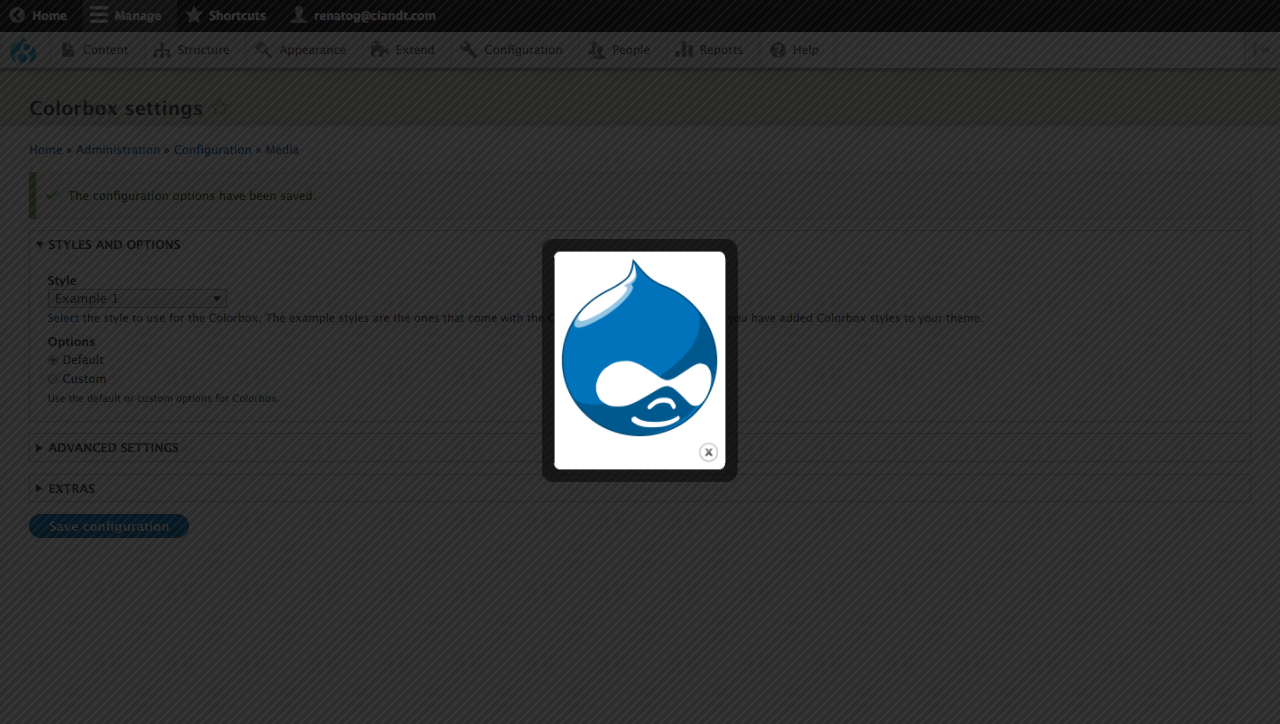 Home Manage Shortcuts renatog@ciandt.com
Content Structure Appearance Extend Configuration People Reports Help
Colorbox settings
Home » Administration » Configuration » Media
The configuration options have been saved.
STYLES AND OPTIONS
Style
Example 1
Select the style to use for the Colorbox. The example styles are the ones that come with the you have added Colorbox styles to your theme.
Options
Default
Custom
Use the default or custom options for Colorbox.
X
ADVANCED SETTINGS
EXTRAS
Save configuration